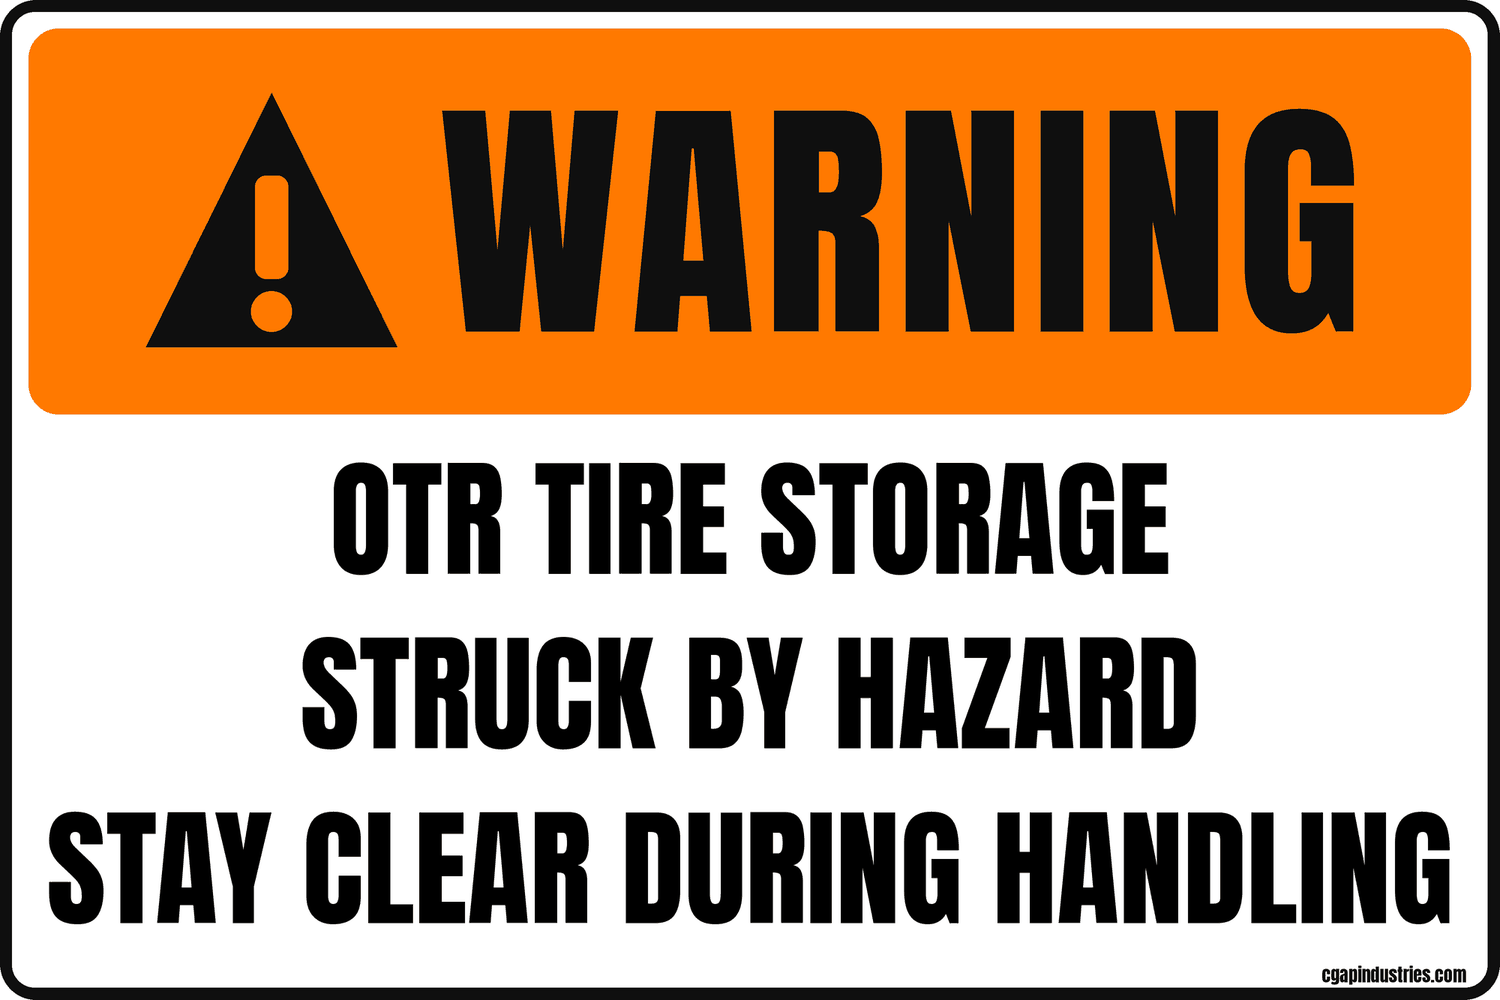 WARNING
OTR TIRE STORAGE
STRUCK BY HAZARD
STAY CLEAR DURING HANDLING
cgapindustries.com